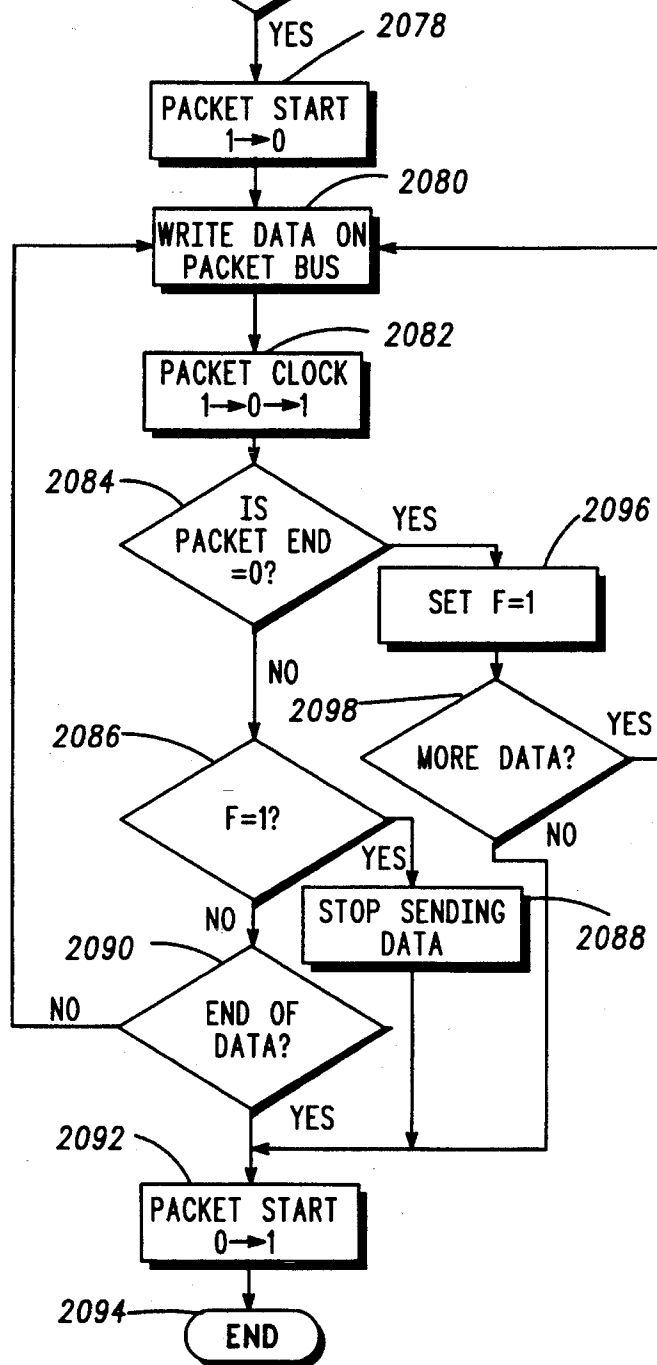 YES
2078
PACKET START
1→0
2080
WRITE DATA ON
PACKET BUS
2082
PACKET CLOCK
1→0→1
2084
IS
PACKET END
=0?
YES
2096
SET F=1
NO
2098
MORE DATA?
YES
NO
2086
F=1?
YES
NO
STOP SENDING
DATA
2088
2090
END OF
DATA?
NO
YES
2092
PACKET START
0→1
2094
END